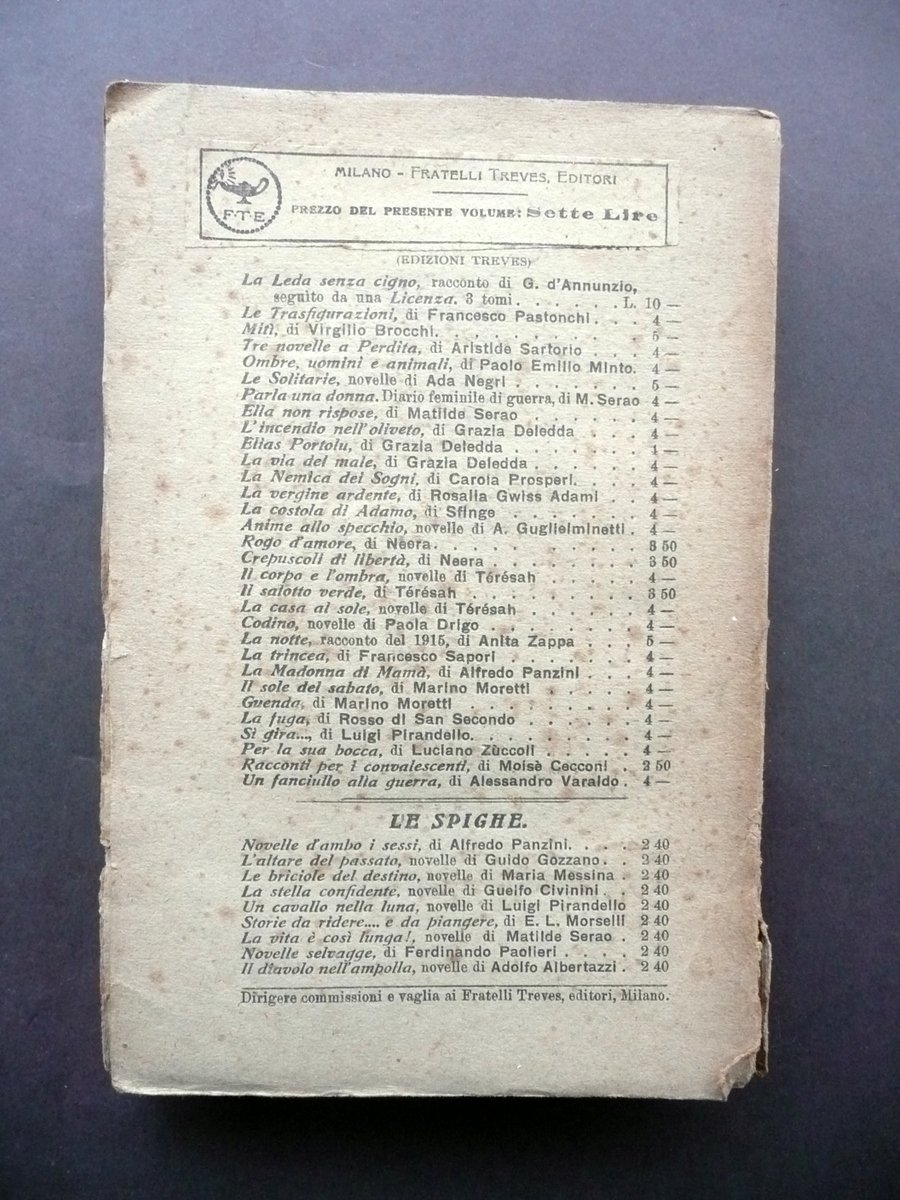 F·T·E
MILANO - FRATELLI TREVES, EDITORI
PREZZO DEL PRESENTE VOLUME: Sette Lire
(EDIZIONI TREVES)
La Leda senza cigno, racconto di G. d'Annunzio,
seguito da una Licenza. 3 tomi . . . . . . L. 10 —
Le Trasfigurazioni, di Francesco Pastonchi . . . 4 —
Miti, di Virgilio Brocchi. . . . . . . . . . 5 —
Tre novelle a Perdita, di Aristide Sartorio . . . . 4 —
Ombre, uomini e animali, di Paolo Emilio Minto. 4 —
Le Solitarie, novelle di Ada Negri . . . . . . . 5 —
Parla una donna. Diario feminile di guerra, di M. Serao 4 —
Ella non rispose, di Matilde Serao . . . . . . . 4 —
L'incendio nell'oliveto, di Grazia Deledda . . . . 4 —
Elias Portolu, di Grazia Deledda . . . . . . . 4 —
La via del male, di Grazia Deledda . . . . . . 4 —
La Nemica dei Sogni, di Carola Prosperi. . . . . 4 —
La vergine ardente, di Rosalia Gwiss Adami . . . 4 —
La costola di Adamo, di Sfinge . . . . . . . . 4 —
Anime allo specchio, novelle di A. Guglielminetti . 4 —
Rogo d'amore, di Neera. . . . . . . . . . . 3 50
Crepuscoli di libertà, di Neera . . . . . . . . 3 50
Il corpo e l'ombra, novelle di Térésah . . . . . 4 —
Il salotto verde, di Térésah . . . . . . . . . 3 50
La casa al sole, novelle di Térésah . . . . . . 4 —
Codino, novelle di Paola Drigo . . . . . . . . 4 —
La notte, racconto del 1915, di Anita Zappa . . . 5 —
La trincea, di Francesco Sapori . . . . . . . 4 —
La Madonna di Mamà, di Alfredo Panzini . . . 4 —
Il sole del sabato, di Marino Moretti . . . . . . 4 —
Guenda, di Marino Moretti . . . . . . . . . 4 —
La fuga, di Rosso di San Secondo . . . . . . . 4 —
Si gira..., di Luigi Pirandello. . . . . . . . . 4 —
Per la sua bocca, di Luciano Zùccoli . . . . . 4 —
Racconti per i convalescenti, di Moisè Cecconi . 2 50
Un fanciullo alla guerra, di Alessandro Varaldo . 4 —
LE SPIGHE.
Novelle d'ambo i sessi, di Alfredo Panzini. . . . 2 40
L'altare del passato, novelle di Guido Gozzano. . 2 40
Le briciole del destino, novelle di Maria Messina . 2 40
La stella confidente, novelle di Guelfo Civinini . . 2 40
Un cavallo nella luna, novelle di Luigi Pirandello 2 40
Storie da ridere.... e da piangere, di E. L. Morselli 2 40
La vita è così lunga!, novelle di Matilde Serao . 2 40
Novelle selvagge, di Ferdinando Paolieri . . . . 2 40
Il diavolo nell'ampolla, novelle di Adolfo Albertazzi . 2 40
Dirigere commissioni e vaglia ai Fratelli Treves, editori, Milano.